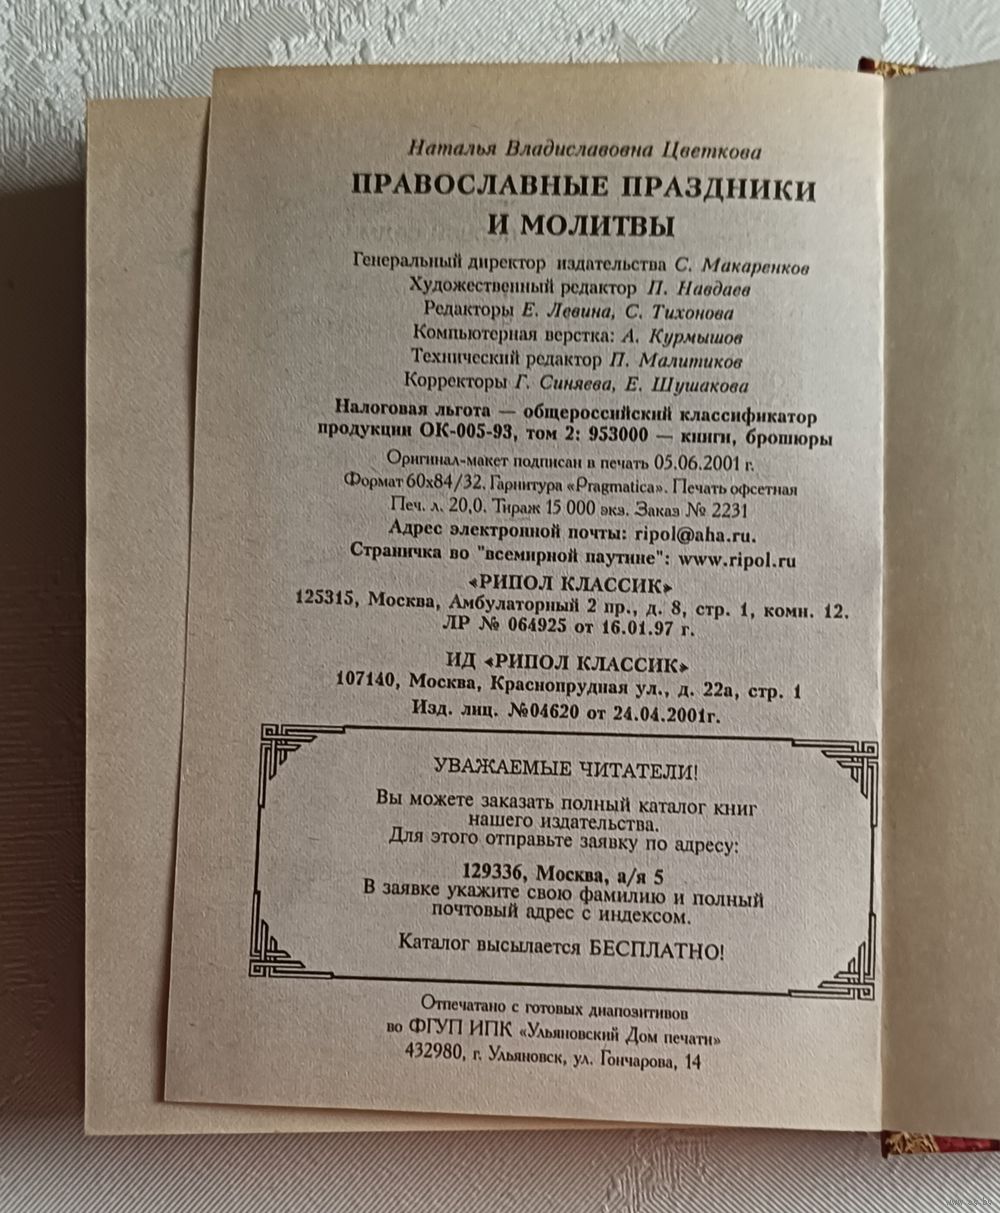 Наталья Владиславовна Цветкова
ПРАВОСЛАВНЫЕ ПРАЗДНИКИ
И МОЛИТВЫ
Генеральный директор издательства С. Макаренков
Художественный редактор П. Навдаев
Редакторы Е. Левина, С. Тихонова
Компьютерная верстка: А. Курмышов
Технический редактор П. Малитиков
Корректоры Г. Синяева, Е. Шушакова
Налоговая льгота — общероссийский классификатор
продукции ОК-005-93, том 2: 953000 — книги, брошюры
Оригинал-макет подписан в печать 05.06.2001 г.
Формат 60х84/32. Гарнитура «Pragmatica». Печать офсетная
Печ. л. 20,0. Тираж 15 000 экз. Заказ № 2231
Адрес электронной почты: ripol@aha.ru.
Страничка во "всемирной паутине": www.ripol.ru
«РИПОЛ КЛАССИК»
125315, Москва, Амбулаторный 2 пр., д. 8, стр. 1, комн. 12.
ЛР № 064925 от 16.01.97 г.
ИД «РИПОЛ КЛАССИК»
107140, Москва, Краснопрудная ул., д. 22а, стр. 1
Изд. лиц. №04620 от 24.04.2001г.
УВАЖАЕМЫЕ ЧИТАТЕЛИ!
Вы можете заказать полный каталог книг
нашего издательства.
Для этого отправьте заявку по адресу:
129336, Москва, а/я 5
В заявке укажите свою фамилию и полный
почтовый адрес с индексом.
Каталог высылается БЕСПЛАТНО!
Отпечатано с готовых диапозитивов
во ФГУП ИПК «Ульяновский Дом печати»
432980, г. Ульяновск, ул. Гончарова, 14